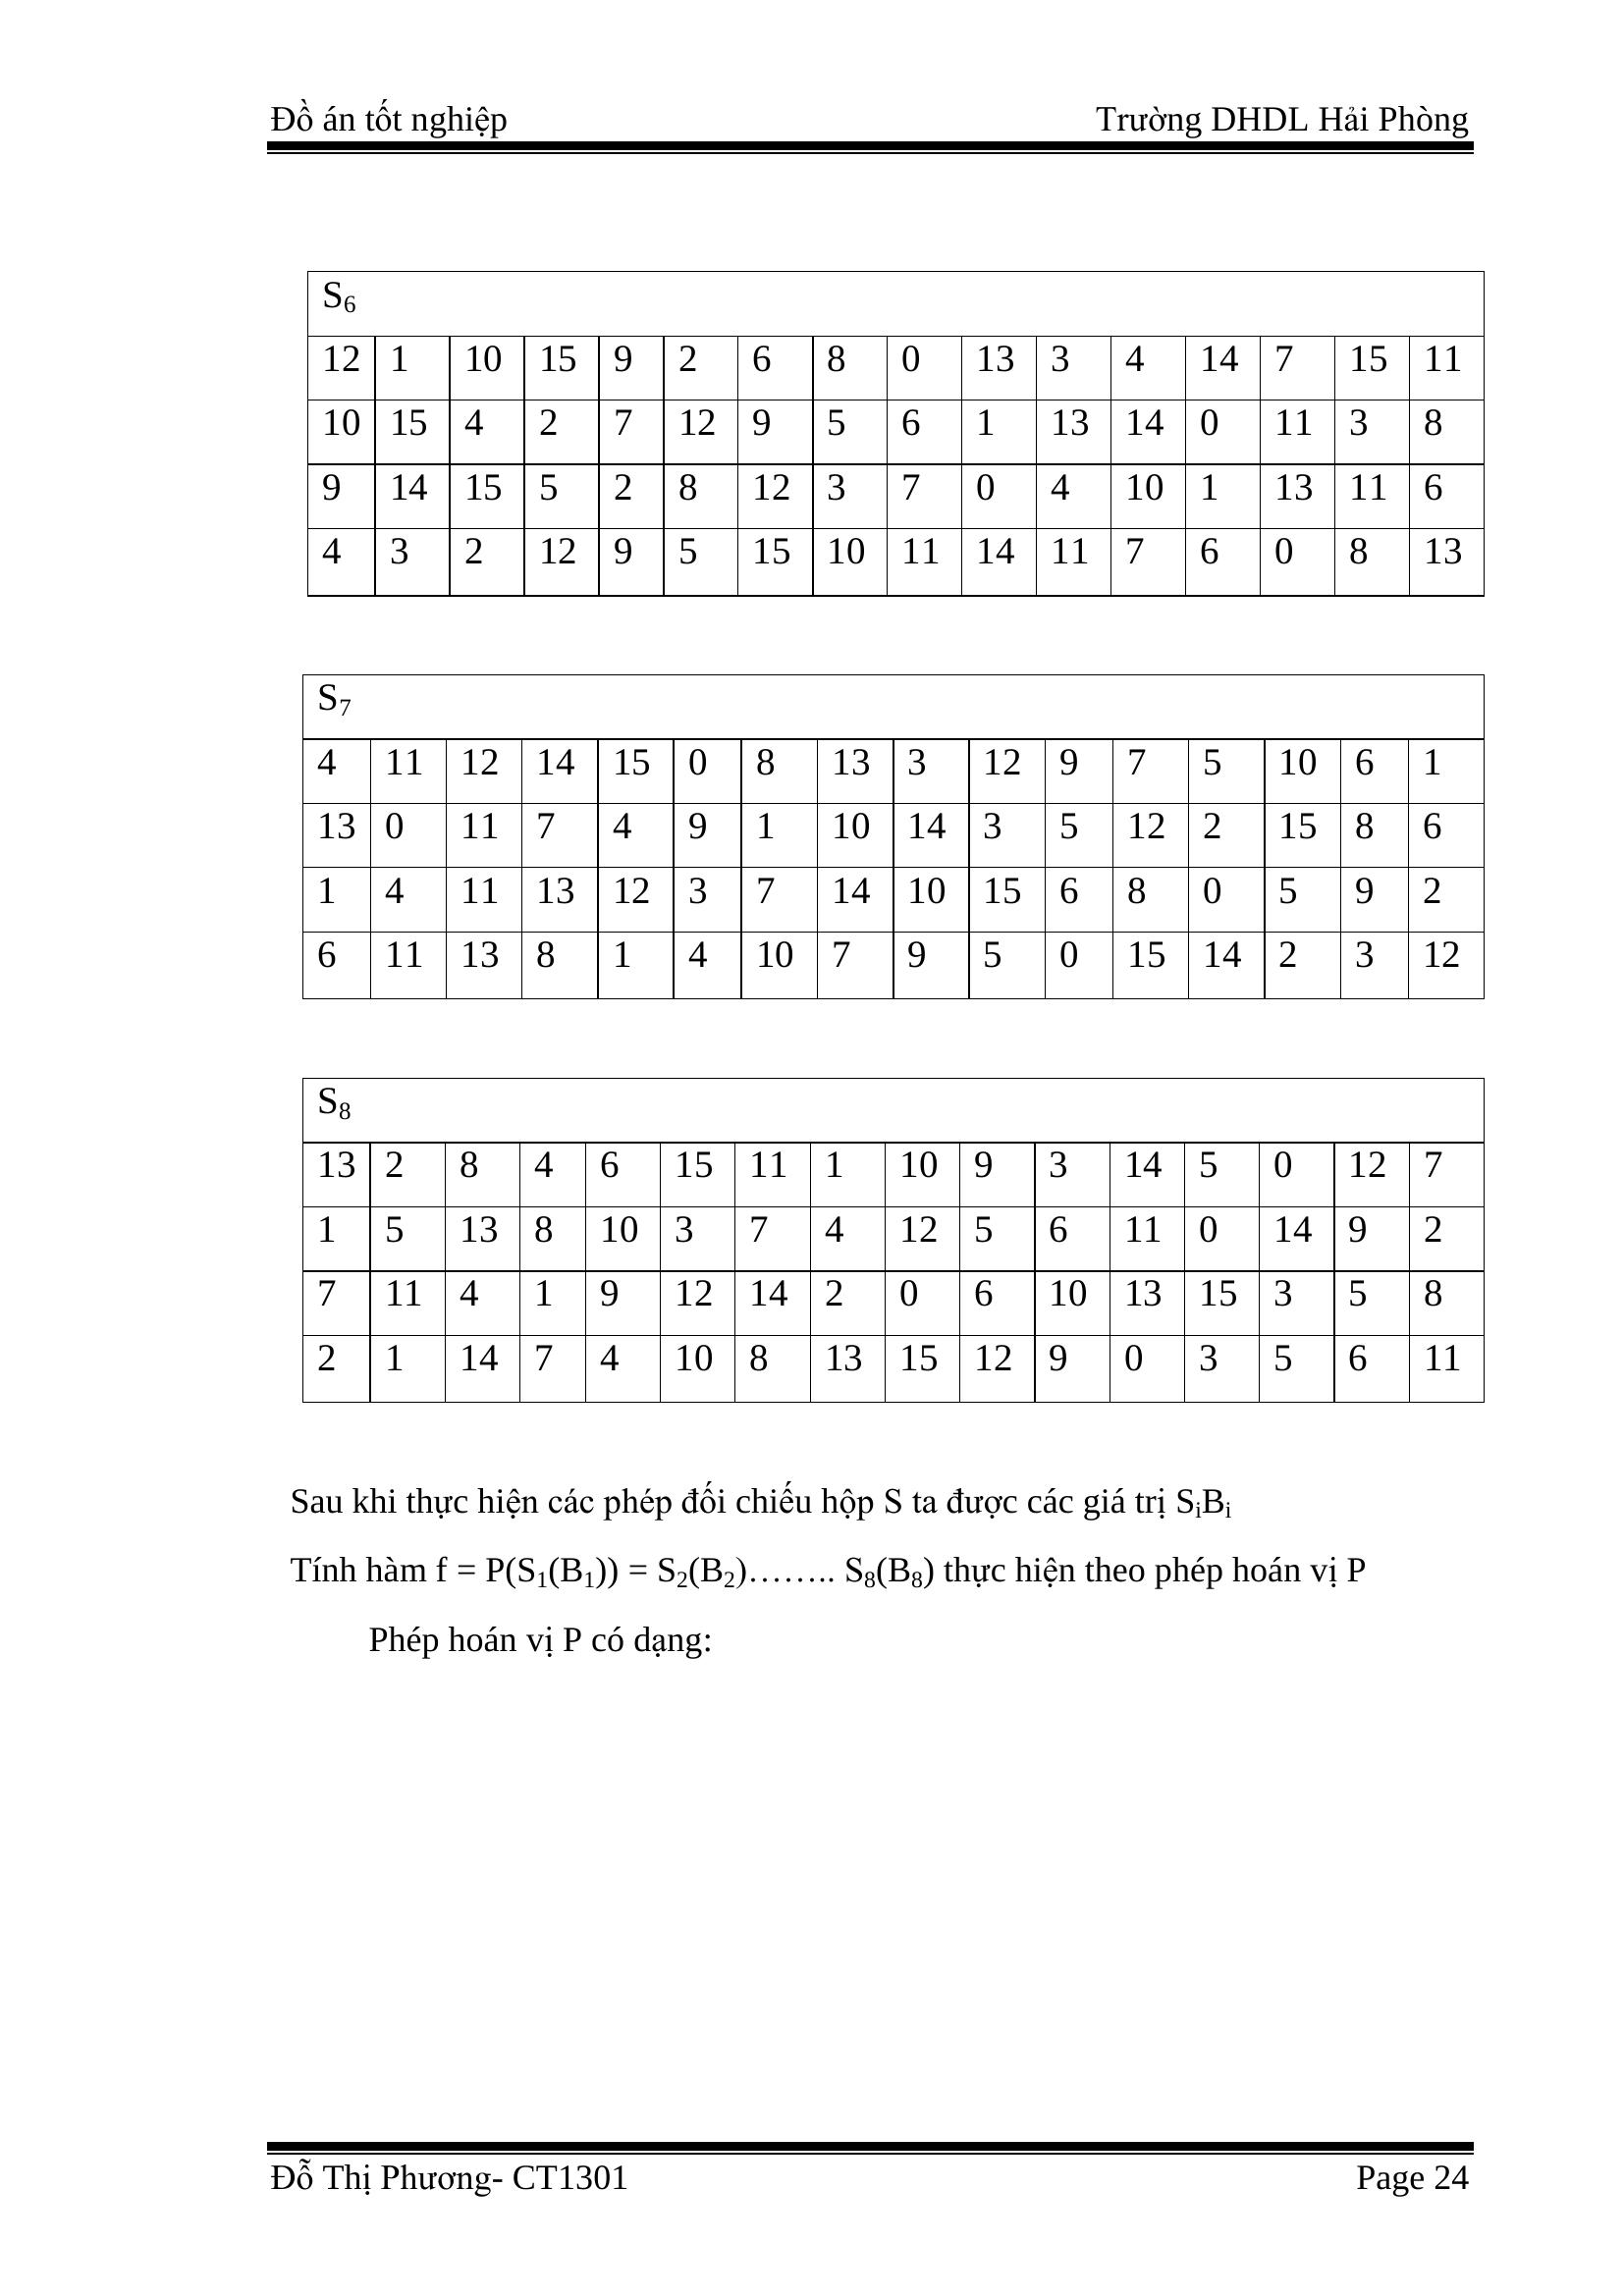 Đồ án tốt nghiệp Trường DHDL Hải Phòng
S6
12 1 10 15 9 2 6 8 0 13 3 4 14 7 15 11
10 15 4 2 7 12 9 5 6 1 13 14 0 11 3 8
9 14 15 5 2 8 12 3 7 0 4 10 1 13 11 6
4 3 2 12 9 5 15 10 11 14 11 7 6 0 8 13
S7
4 11 12 14 15 0 8 13 3 12 9 7 5 10 6 1
13 0 11 7 4 9 1 10 14 3 5 12 2 15 8 6
1 4 11 13 12 3 7 14 10 15 6 8 0 5 9 2
6 11 13 8 1 4 10 7 9 5 0 15 14 2 3 12
S8
13 2 8 4 6 15 11 1 10 9 3 14 5 0 12 7
1 5 13 8 10 3 7 4 12 5 6 11 0 14 9 2
7 11 4 1 9 12 14 2 0 6 10 13 15 3 5 8
2 1 14 7 4 10 8 13 15 12 9 0 3 5 6 11
Sau khi thực hiện các phép đối chiếu hộp S ta được các giá trị SiBi
Tính hàm f = P(S1(B1)) = S2(B2)…….. S8(B8) thực hiện theo phép hoán vị P
Phép hoán vị P có dạng:
Đỗ Thị Phương- CT1301 Page 24